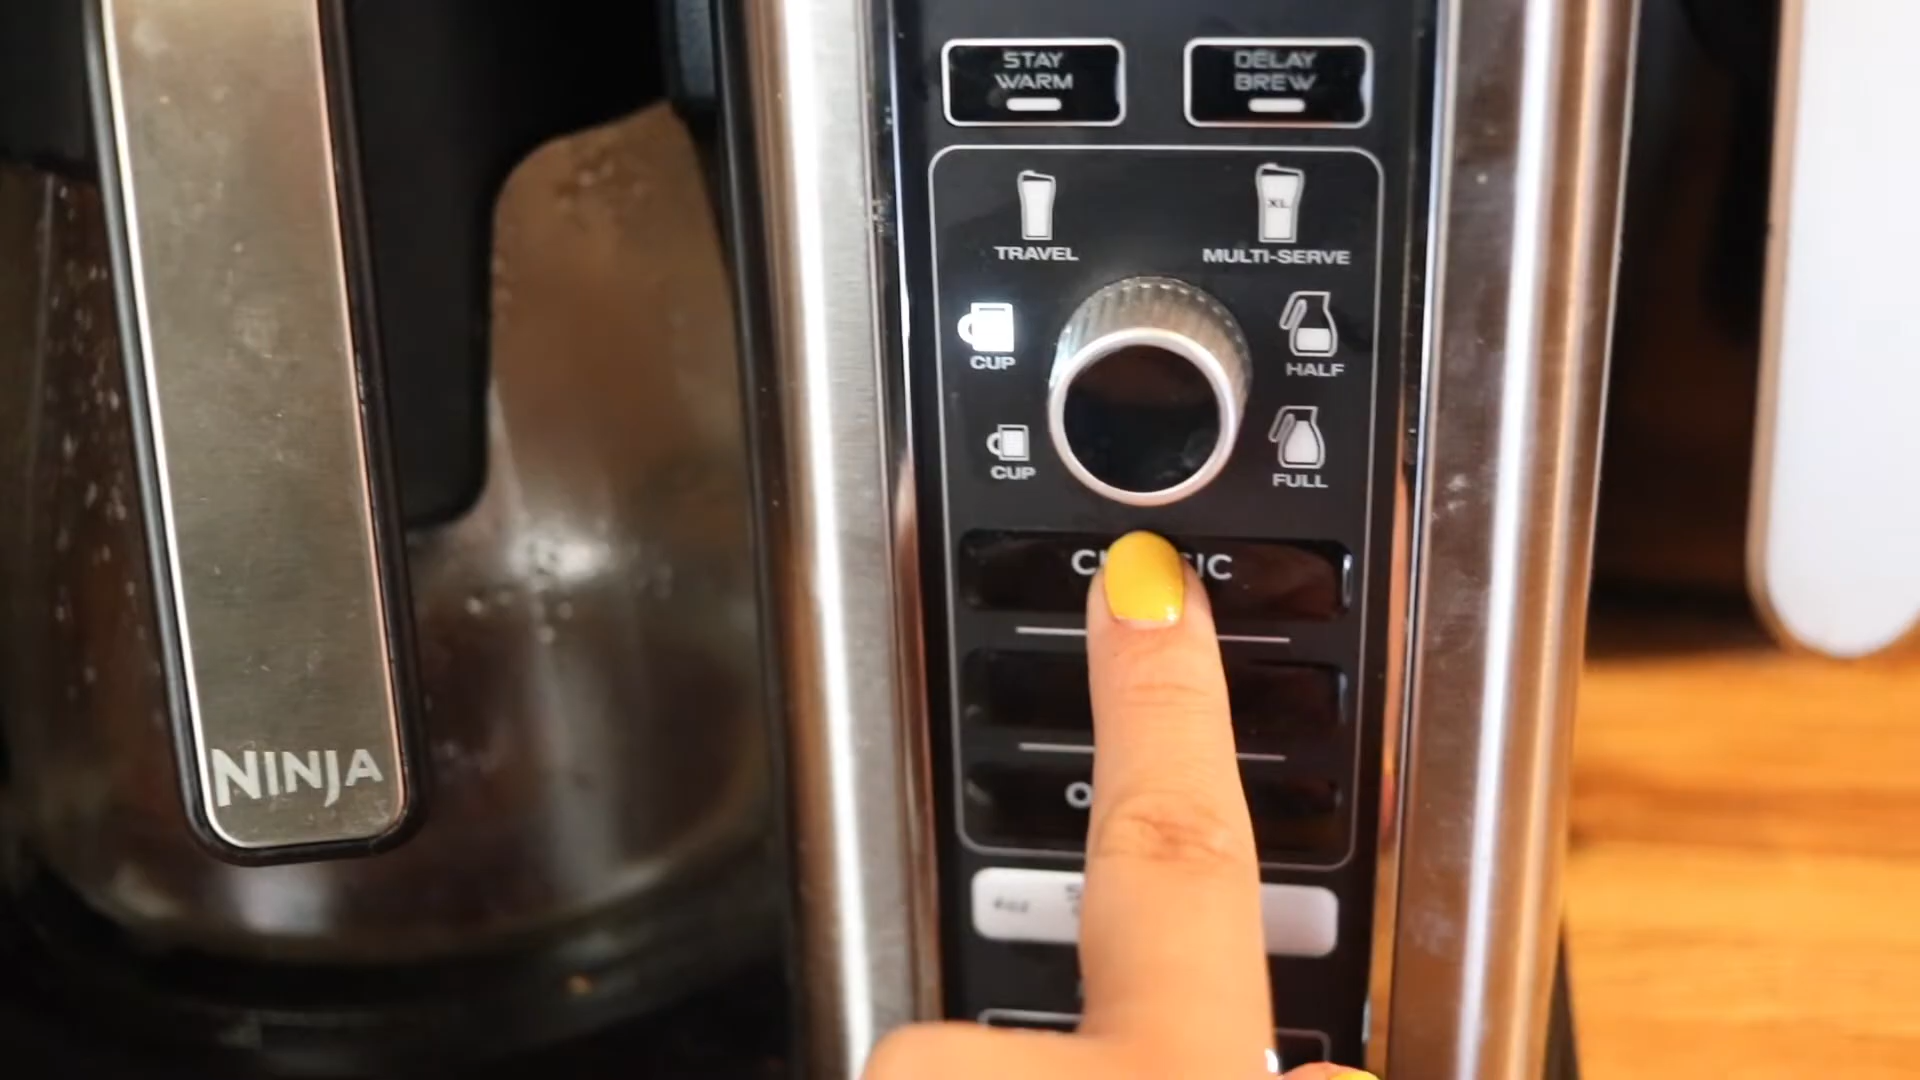 STAY
WARM
DELAY
BREW
TRAVEL
XL
MULTI-SERVE
CUP
HALF
CUP
FULL
NINJA